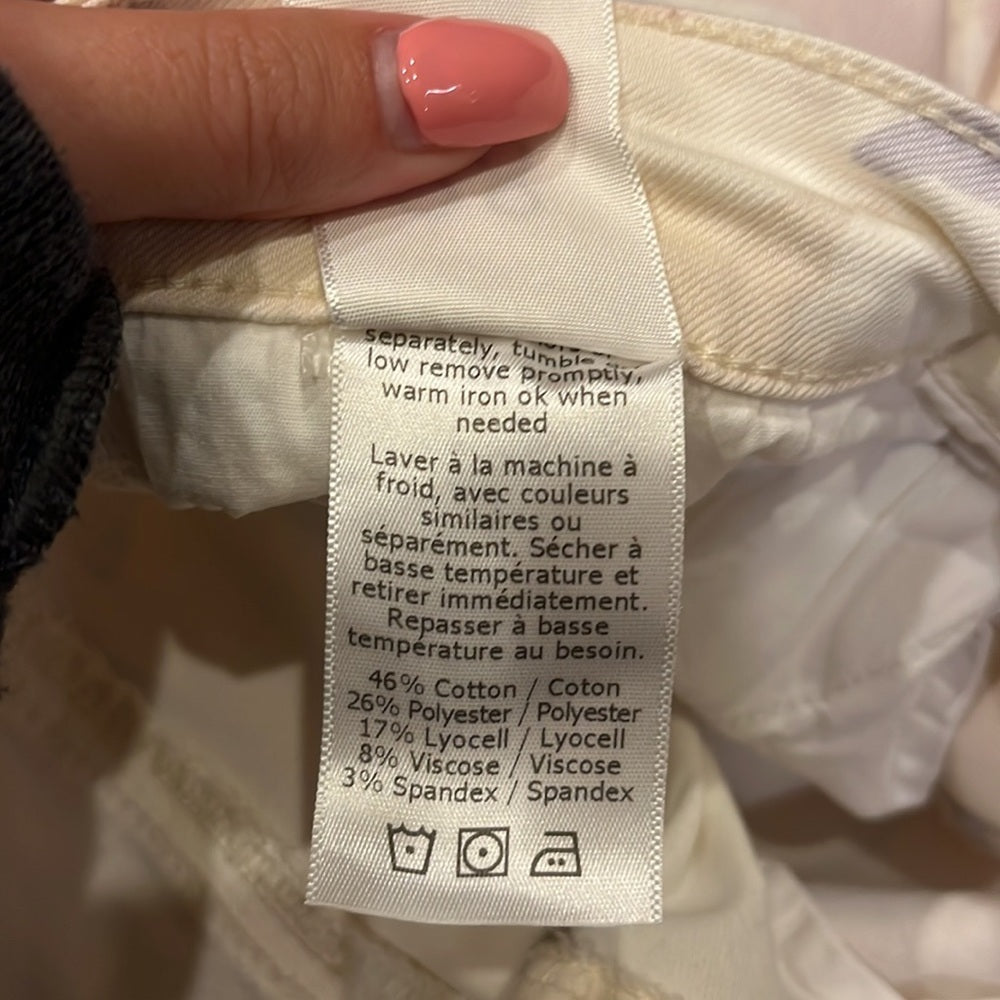 separately, tumble
low remove promptly,
warm iron ok when
needed
Laver à la machine à
froid, avec couleurs
similaires ou
séparément. Sécher à
basse température et
retirer immédiatement.
Repasser à basse
température au besoin.
46% Cotton / Coton
26% Polyester / Polyester
17% Lyocell / Lyocell
8% Viscose / Viscose
3% Spandex / Spandex